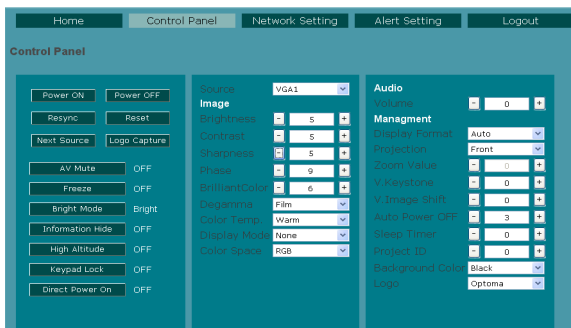 Home Control Panel Network Setting Alert Setting Logout
Control Panel
Power ON Power OFF
Resync Reset
Next Source Logo Capture
AV Mute OFF
Freeze OFF
Bright Mode Bright
Information Hide OFF
High Altitude OFF
Keypad Lock OFF
Direct Power On OFF
Source VGA1
Image
Brightness - 5 +
Contrast - 5 +
Sharpness - 5 +
Phase - 9 +
BrilliantColor - 6 +
Degamma Film
Color Temp. Warm
Display Mode None
Color Space RGB
Audio
Volume - 0 +
Managment
Display Format Auto
Projection Front
Zoom Value - 0 +
V.Keystone - 0 +
V.Image Shift - 0 +
Auto Power OFF - 3 +
Sleep Timer - 0 +
Project ID - 0 +
Background Color Black
Logo Optoma